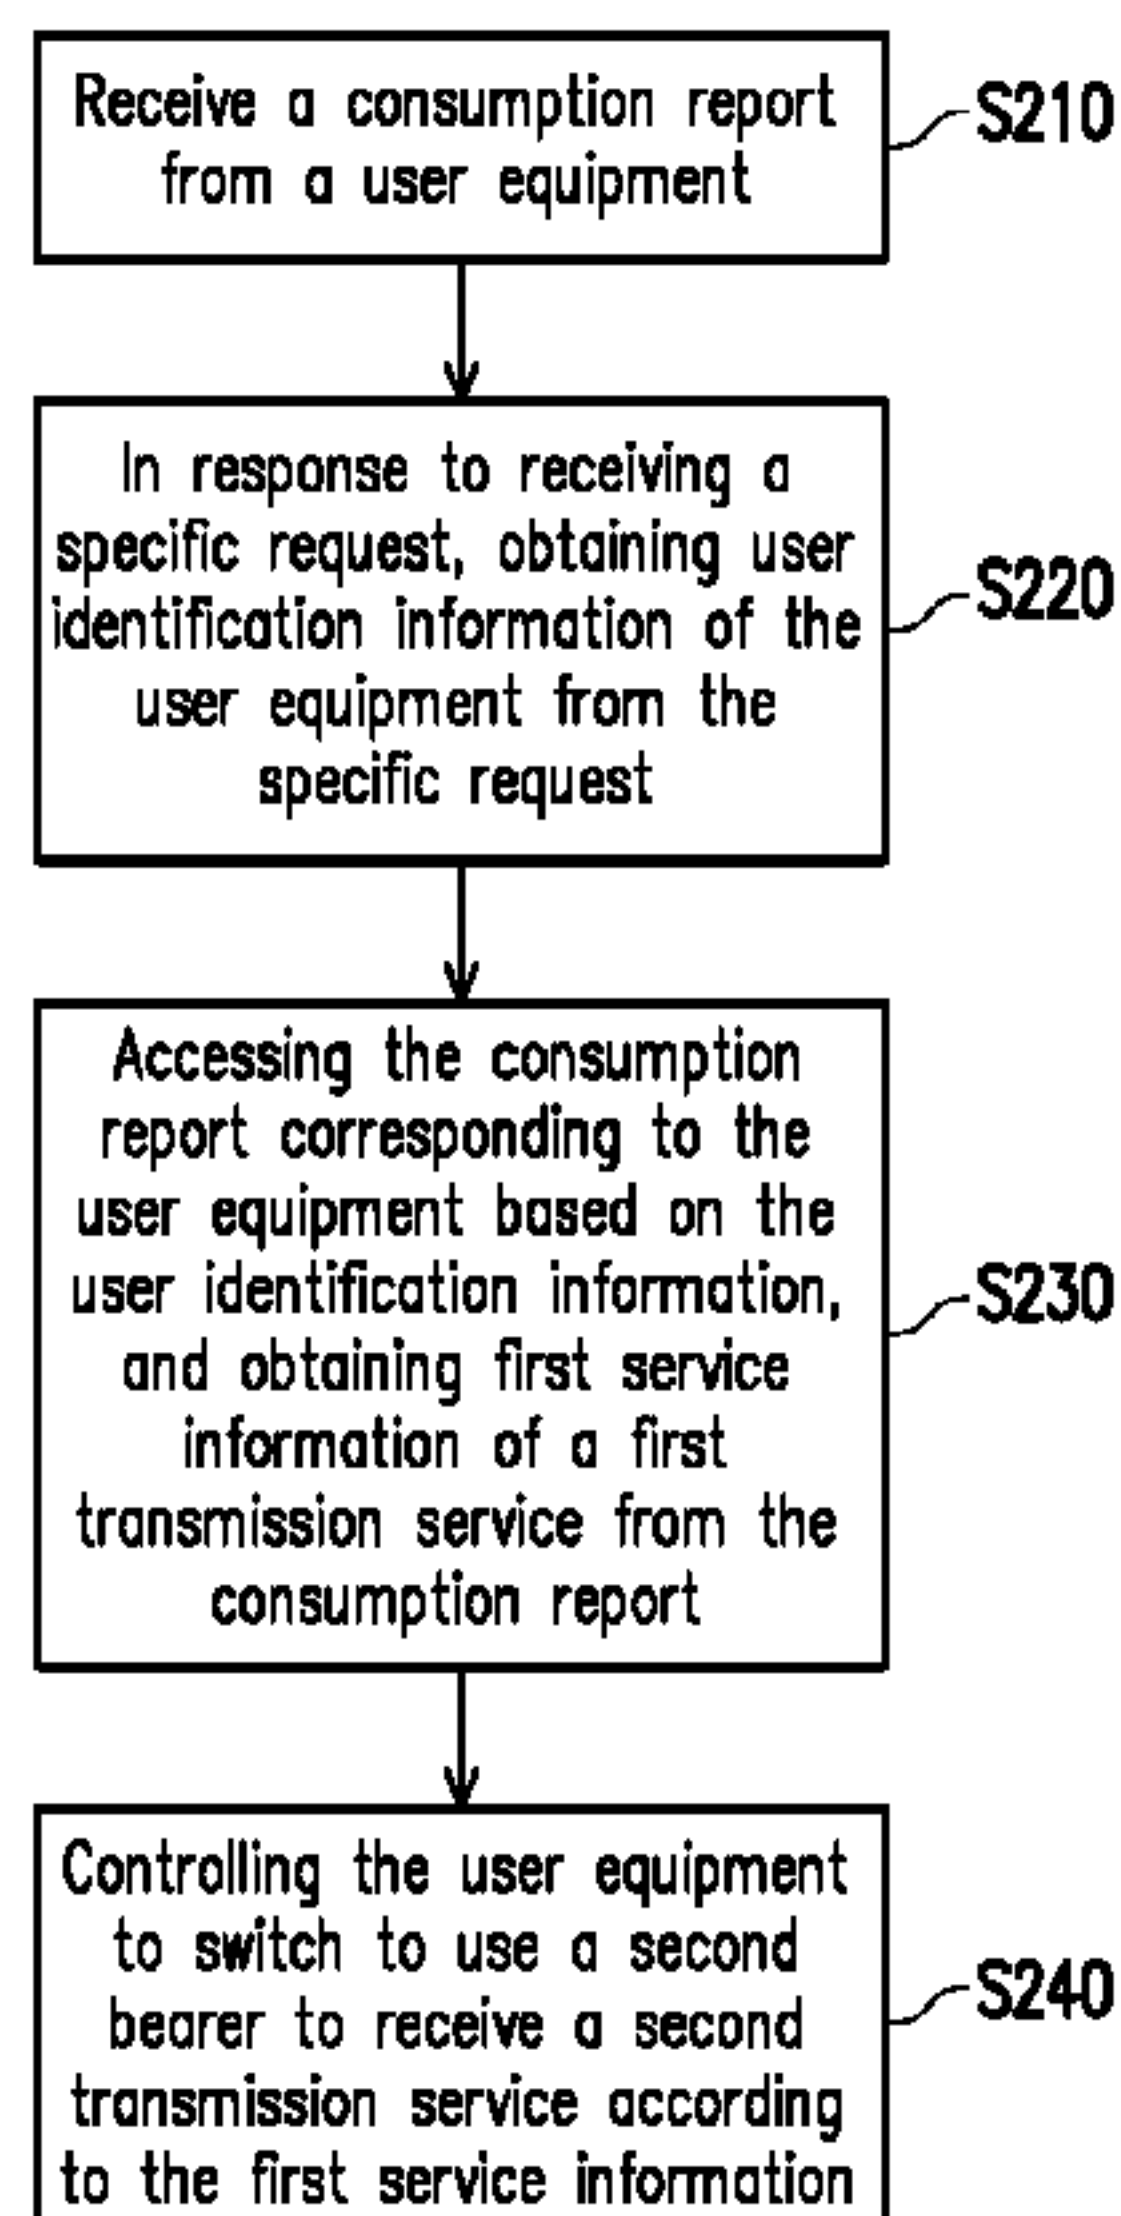 Receive a consumption report
from a user equipment
S210
In response to receiving a
specific request, obtaining user
identification information of the
user equipment from the
specific request
S220
Accessing the consumption
report corresponding to the
user equipment based on the
user identification information,
and obtaining first service
information of a first
transmission service from the
consumption report
S230
Controlling the user equipment
to switch to use a second
bearer to receive a second
transmission service according
to the first service information
S240